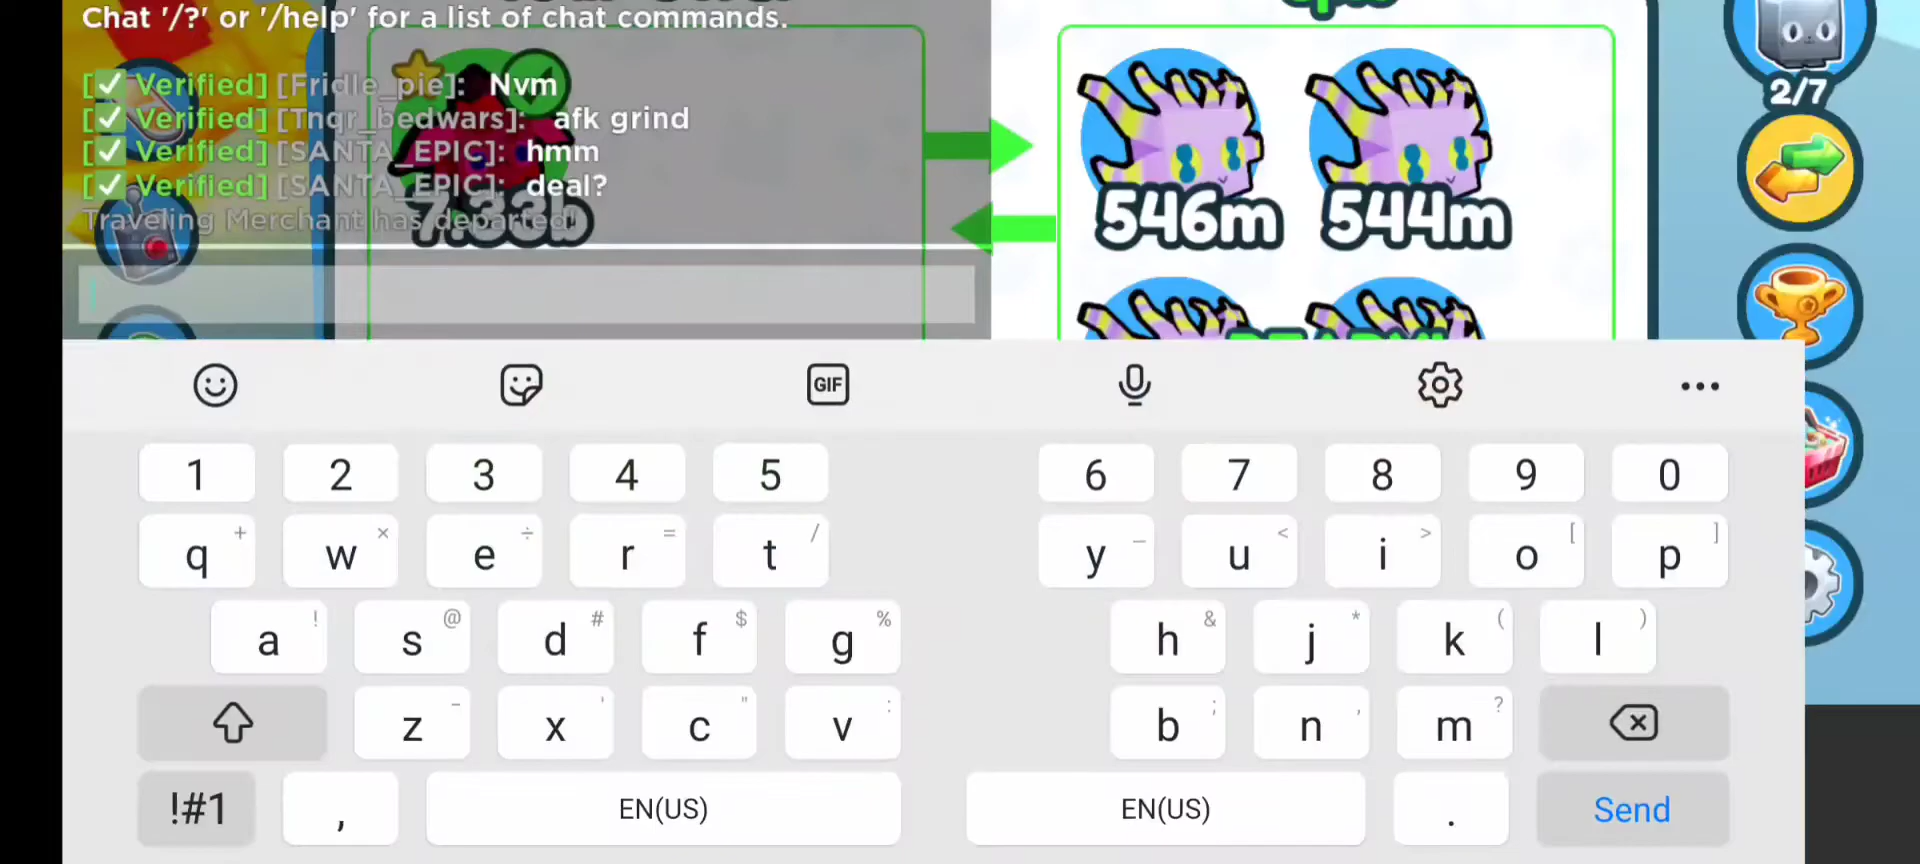 Chat '/?' or '/help' for a list of chat commands.
[✓ Verified] [Fridle_pie]: Nvm
[✓ Verified] [Tnqr_bedwars]: afk grind
[✓ Verified] [SANTA_EPIC]: hmm
[✓ Verified] [SANTA_EPIC]: deal?
Traveling Merchant has departed!
7.33b
546m 544m
2/7
GIF
1 2 3 4 5 6 7 8 9 0
q + w × e ÷ r = t / y _ u < i > o [ p ]
a ! s @ d # f $ g % h & j * k ( l )
z - x ' c " v : b ; n , m ?
!#1 , EN(US) EN(US) . Send